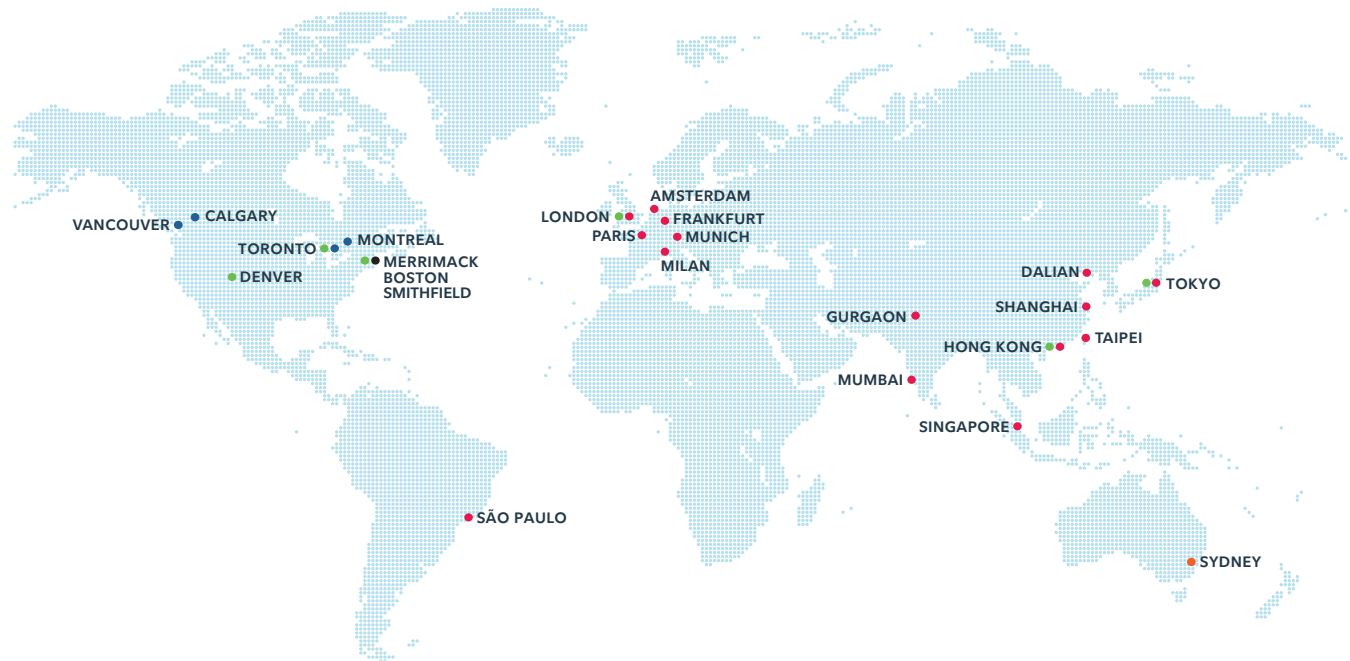 VANCOUVER
CALGARY
TORONTO
MONTREAL
MERRIMACK
BOSTON
SMITHFIELD
DENVER
SÃO PAULO
LONDON
AMSTERDAM
FRANKFURT
PARIS
MUNICH
MILAN
DALIAN
TOKYO
SHANGHAI
GURGAON
TAIPEI
HONG KONG
MUMBAI
SINGAPORE
SYDNEY